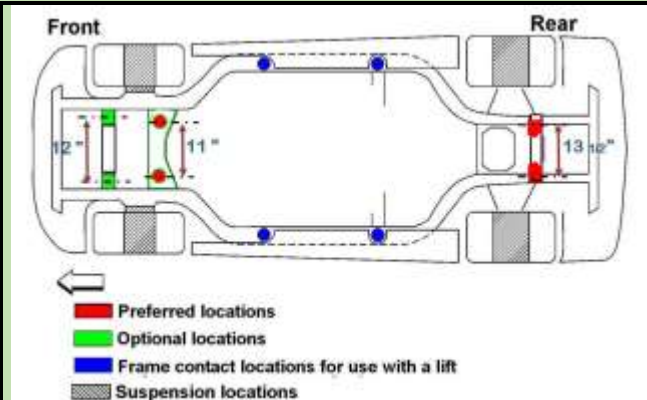 Front
Rear
12 "
11 "
13 1/2"
Preferred locations
Optional locations
Frame contact locations for use with a lift
Suspension locations